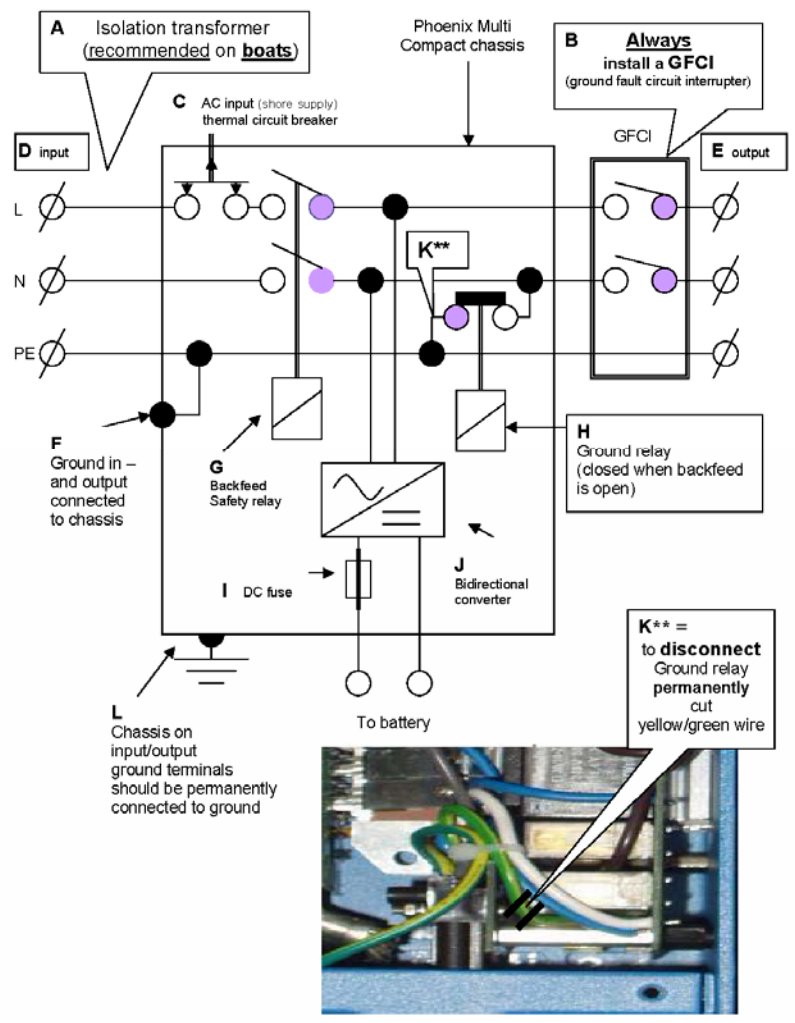 A Isolation transformer
(recommended on boats)
Phoenix Multi
Compact chassis
B Always
install a GFCI
(ground fault circuit interrupter)
C AC input (shore supply)
thermal circuit breaker
GFCI
D input
E output
L
N
PE
K**
F
Ground in –
and output
connected
to chassis
G
Backfeed
Safety relay
H
Ground relay
(closed when backfeed
is open)
I DC fuse
J
Bidirectional
converter
K** =
to disconnect
Ground relay
permanently
cut
yellow/green wire
L
Chassis on
input/output
ground terminals
should be permanently
connected to ground
To battery